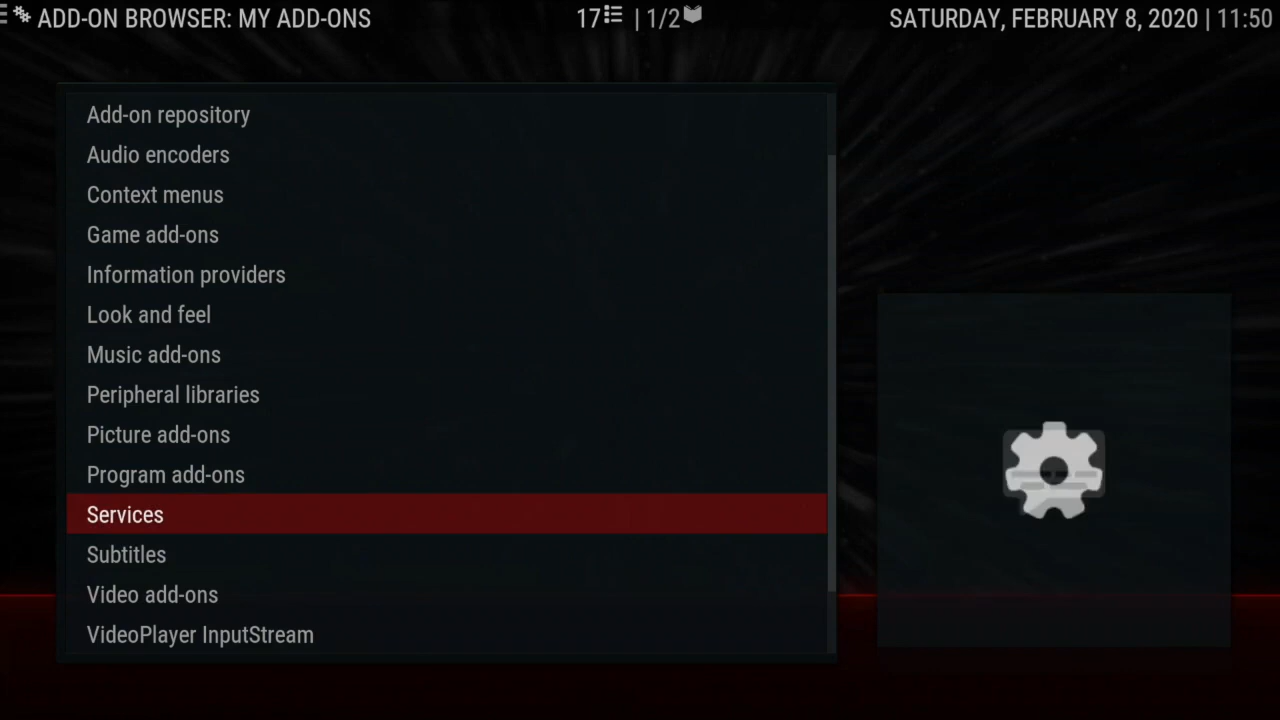 ADD-ON BROWSER: MY ADD-ONS
17 | 1/2
SATURDAY, FEBRUARY 8, 2020 | 11:50
Add-on repository
Audio encoders
Context menus
Game add-ons
Information providers
Look and feel
Music add-ons
Peripheral libraries
Picture add-ons
Program add-ons
Services
Subtitles
Video add-ons
VideoPlayer InputStream